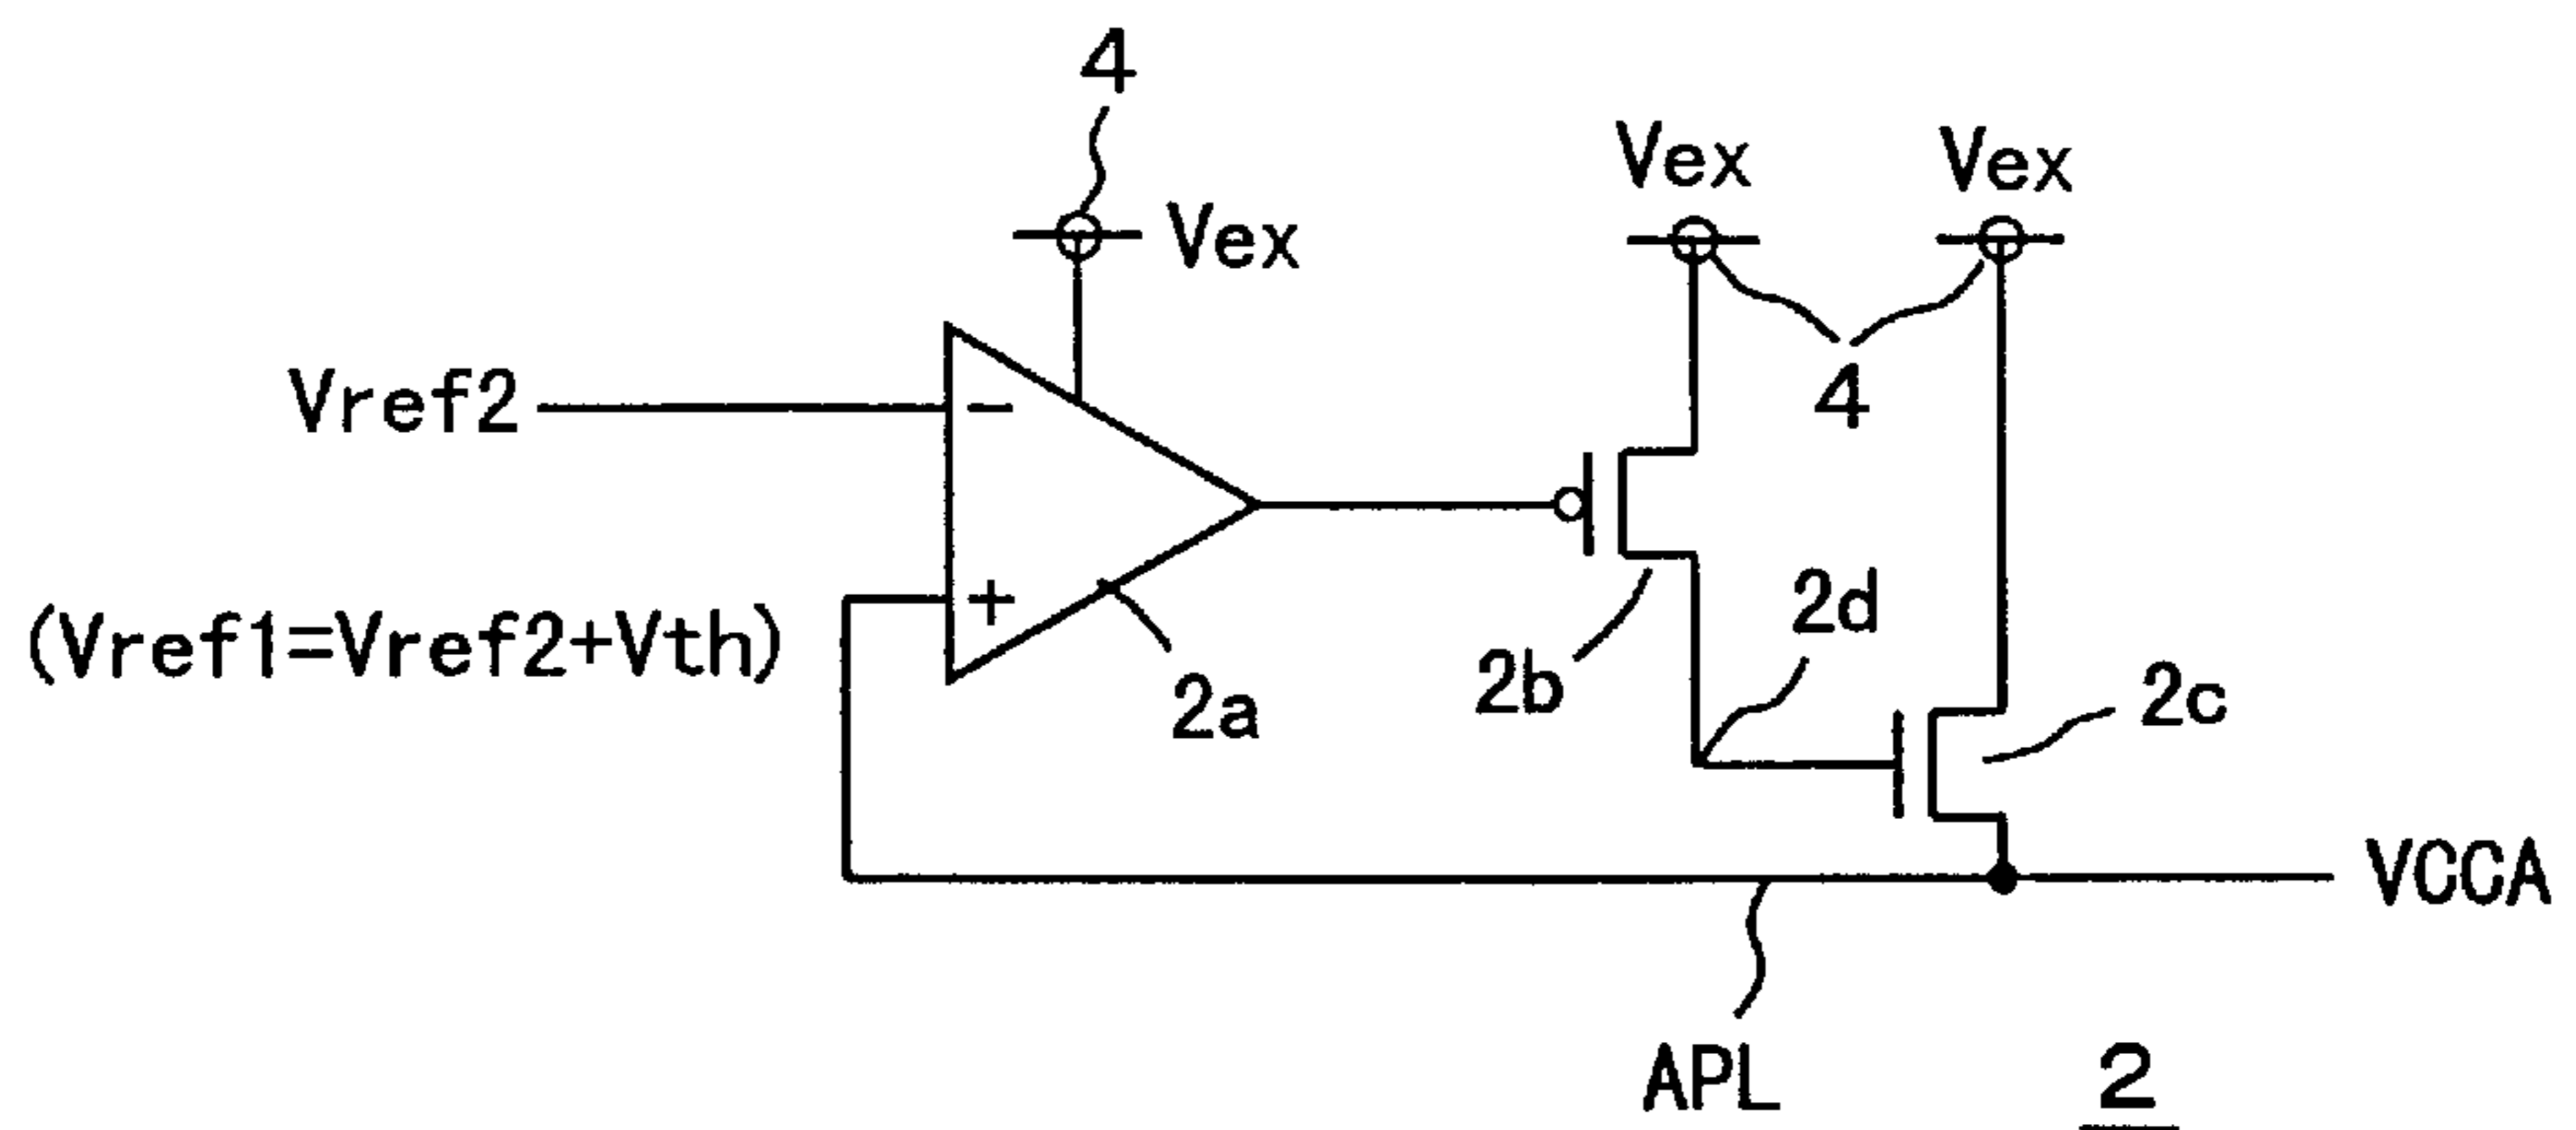 4
Vex
Vex
Vex
4
Vref2
-
+
(Vref1=Vref2+Vth)
2a
2b
2d
2c
VCCA
APL
2